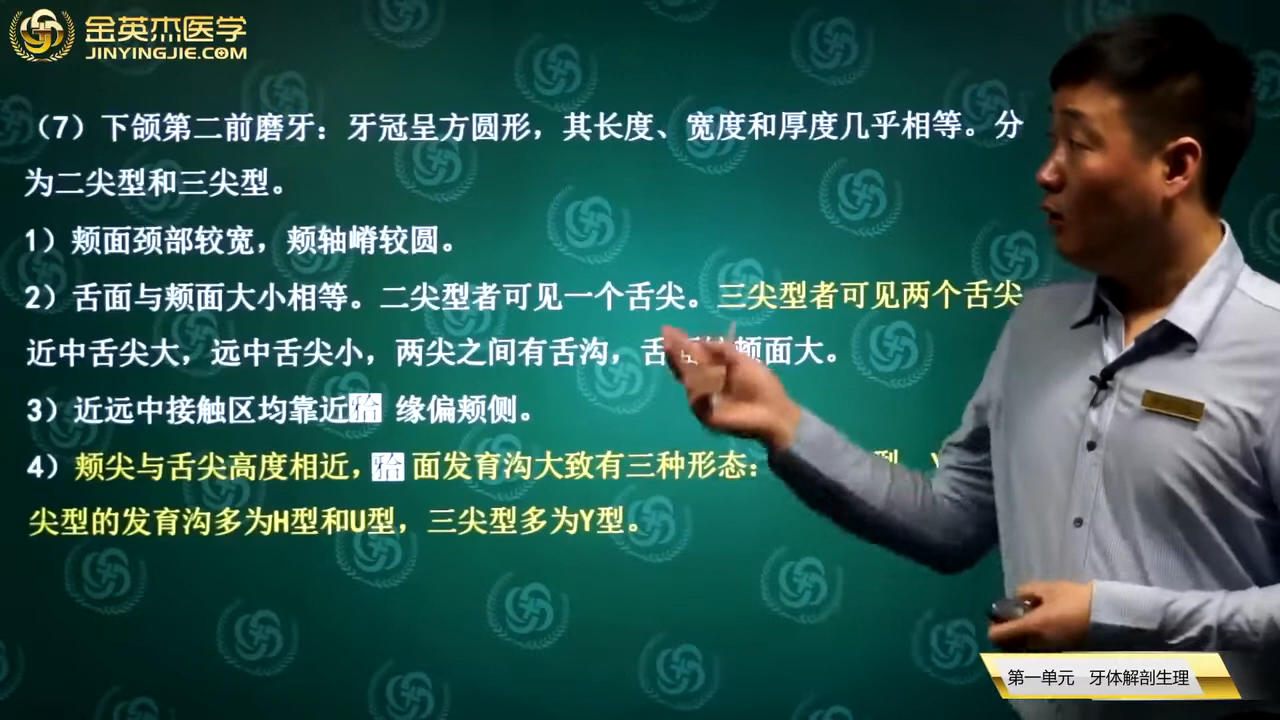 金英杰医学
JINYINGJIE.COM
（7）下颌第二前磨牙：牙冠呈方圆形，其长度、宽度和厚度几乎相等。分
为二尖型和三尖型。
1）颊面颈部较宽，颊轴嵴较圆。
2）舌面与颊面大小相等。二尖型者可见一个舌尖。三尖型者可见两个舌尖
近中舌尖大，远中舌尖小，两尖之间有舌沟，舌 颊面大。
3）近远中接触区均靠近𬌗 缘偏颊侧。
4）颊尖与舌尖高度相近，𬌗 面发育沟大致有三种形态： 型
尖型的发育沟多为H型和U型，三尖型多为Y型。
第一单元 牙体解剖生理